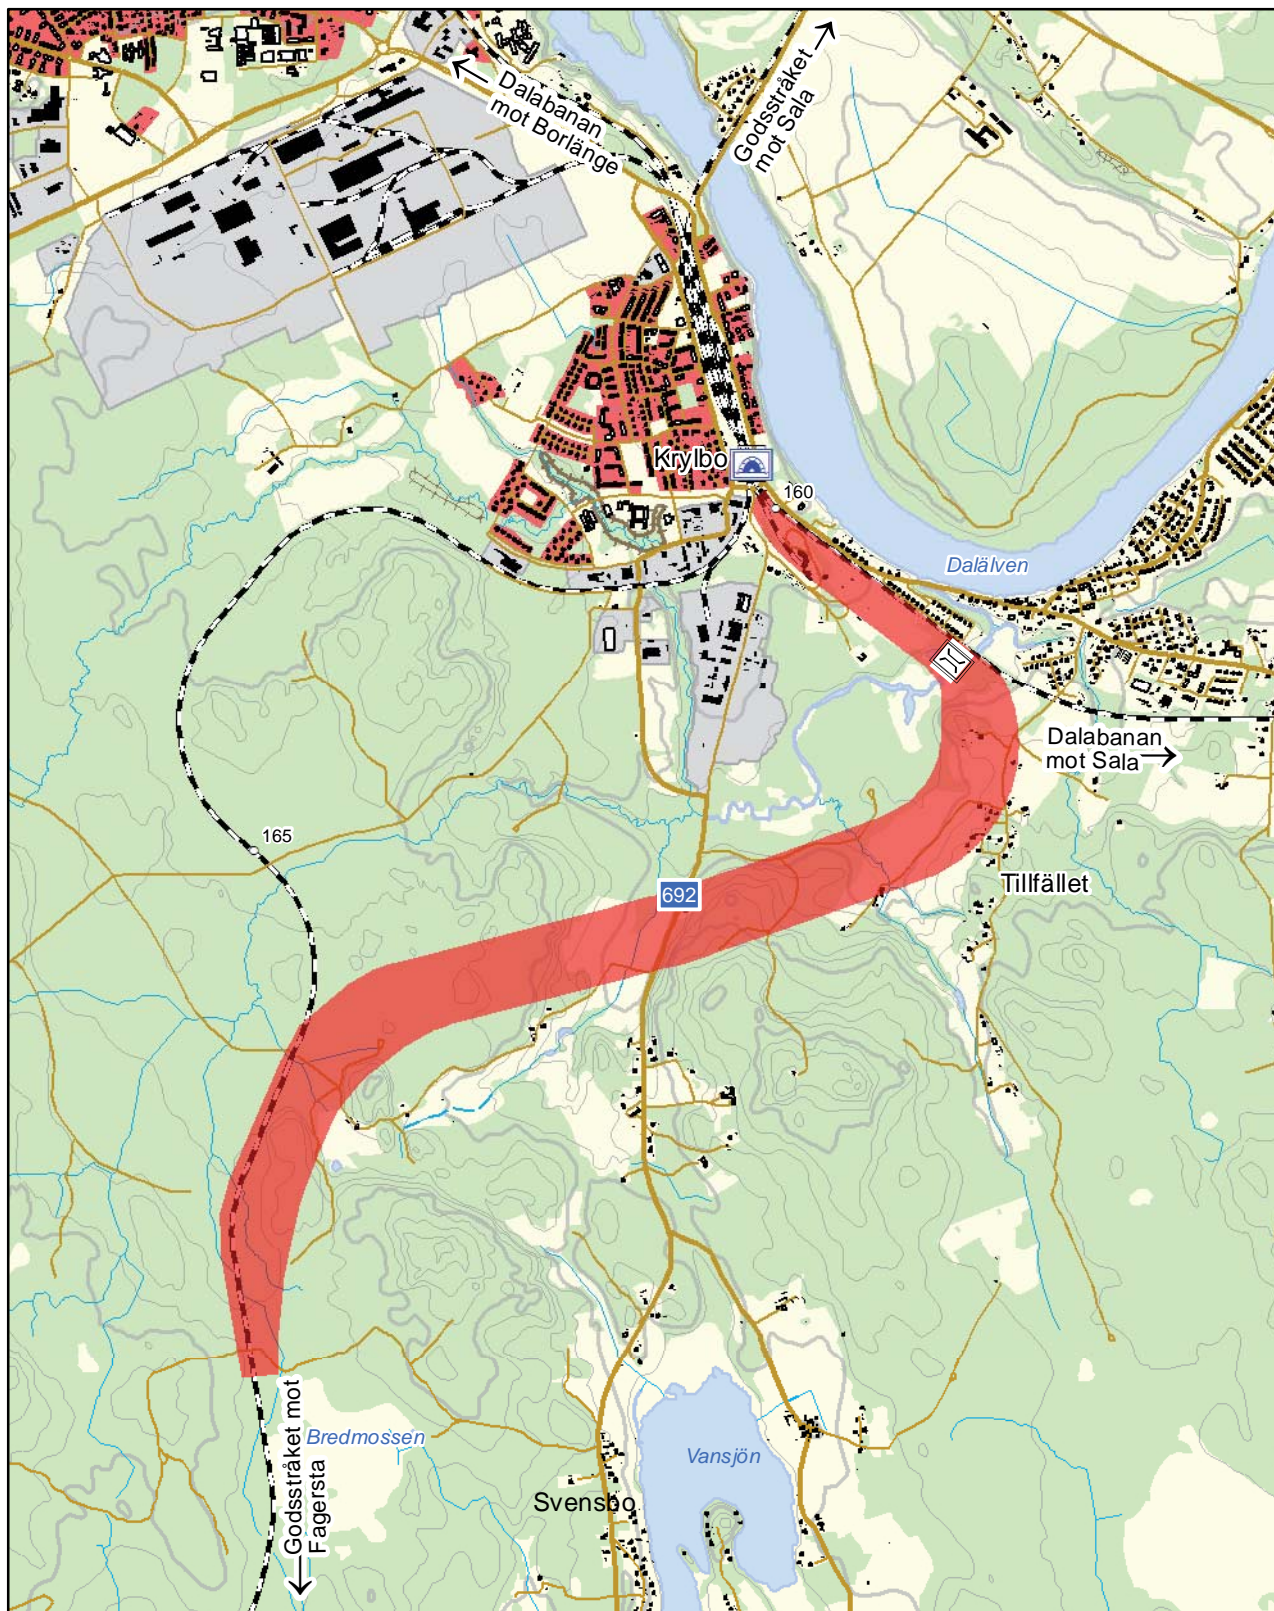 Dalabanan
mot Borlänge
Godsstråket
mot Sala
Krylbo
160
Dalälven
Dalabanan
mot Sala
165
Tillfället
692
Godsstråket mot
Fagersta
Bredmossen
Vansjön
Svensbo